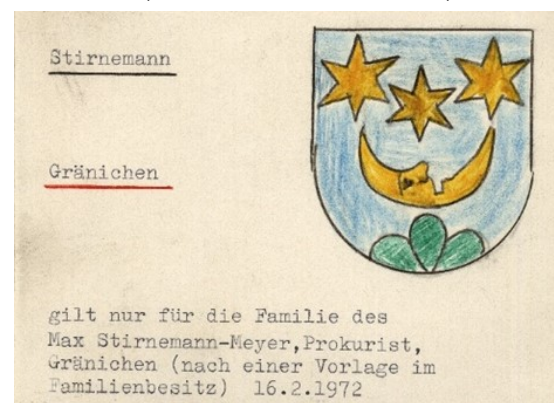 Stirnemann
Gränichen
gilt nur für die Familie des
Max Stirnemann-Meyer,Prokurist,
Gränichen (nach einer Vorlage im
Familienbesitz) 16.2.1972